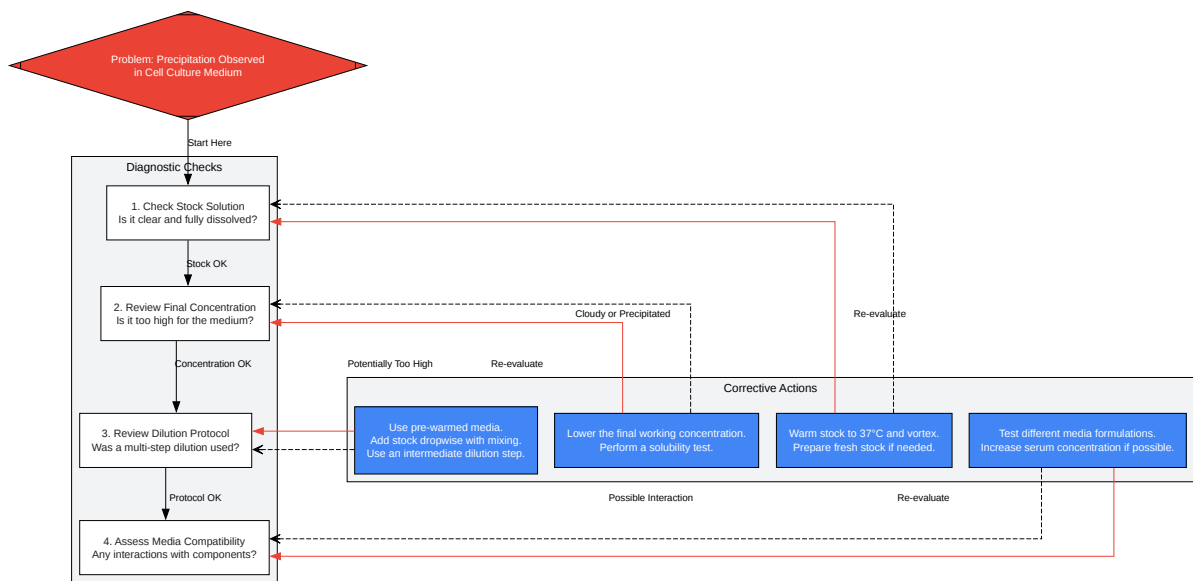 Problem: Precipitation Observed
in Cell Culture Medium
Start Here
Diagnostic Checks
1. Check Stock Solution
Is it clear and fully dissolved?
Stock OK
2. Review Final Concentration
Is it too high for the medium?
Cloudy or Precipitated
Re-evaluate
Concentration OK
Potentially Too High
Re-evaluate
Corrective Actions
3. Review Dilution Protocol
Was a multi-step dilution used?
Use pre-warmed media.
Add stock dropwise with mixing.
Use an intermediate dilution step.
Lower the final working concentration.
Perform a solubility test.
Warm stock to 37°C and vortex.
Prepare fresh stock if needed.
Test different media formulations.
Increase serum concentration if possible.
Protocol OK
Possible Interaction
Re-evaluate
4. Assess Media Compatibility
Any interactions with components?